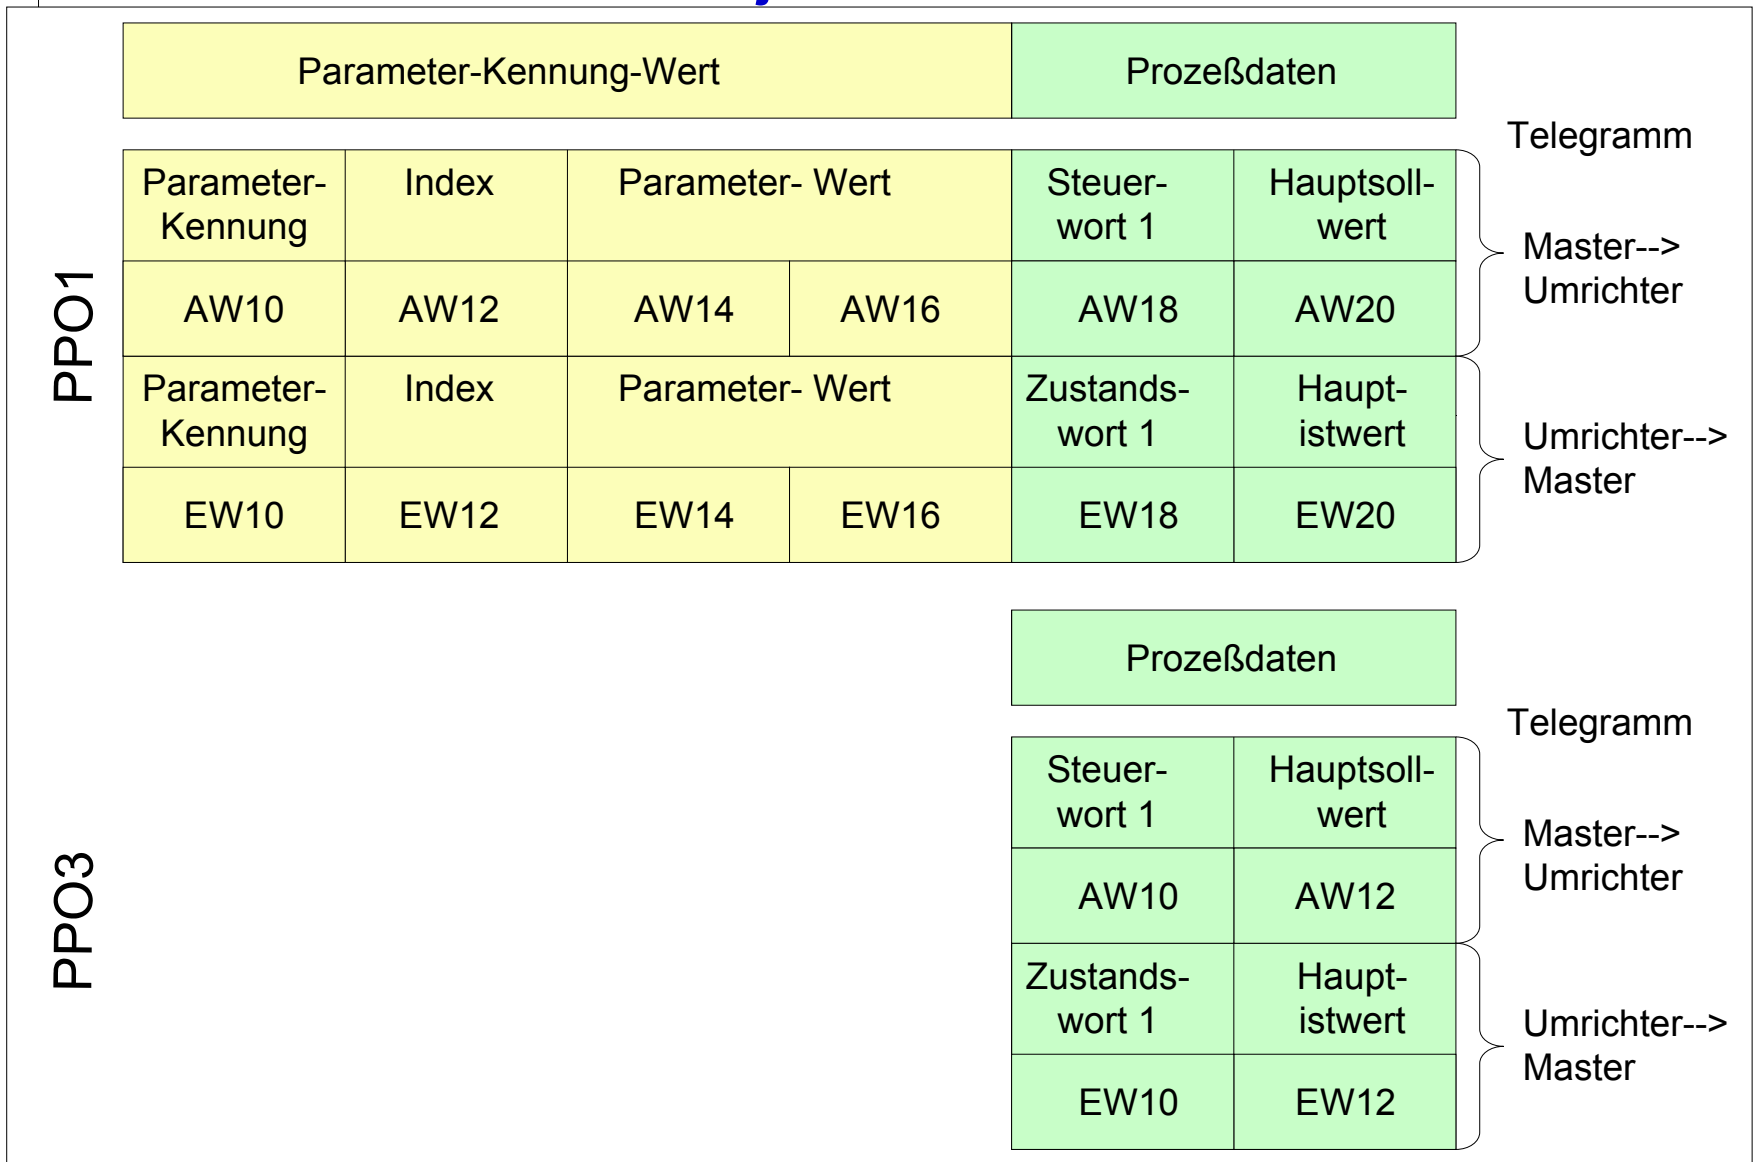 Parameter-Kennung-Wert Prozeßdaten
Telegramm
PPO1
Parameter- Index Parameter- Wert Steuer- Hauptsoll-
Kennung wort 1 wert
Master-->
Umrichter
AW10 AW12 AW14 AW16 AW18 AW20
Parameter- Index Parameter- Wert Zustands- Haupt-
Kennung wort 1 istwert
Umrichter-->
Master
EW10 EW12 EW14 EW16 EW18 EW20
Prozeßdaten
Telegramm
PPO3
Steuer- Hauptsoll-
wort 1 wert
Master-->
Umrichter
AW10 AW12
Zustands- Haupt-
wort 1 istwert
Umrichter-->
Master
EW10 EW12